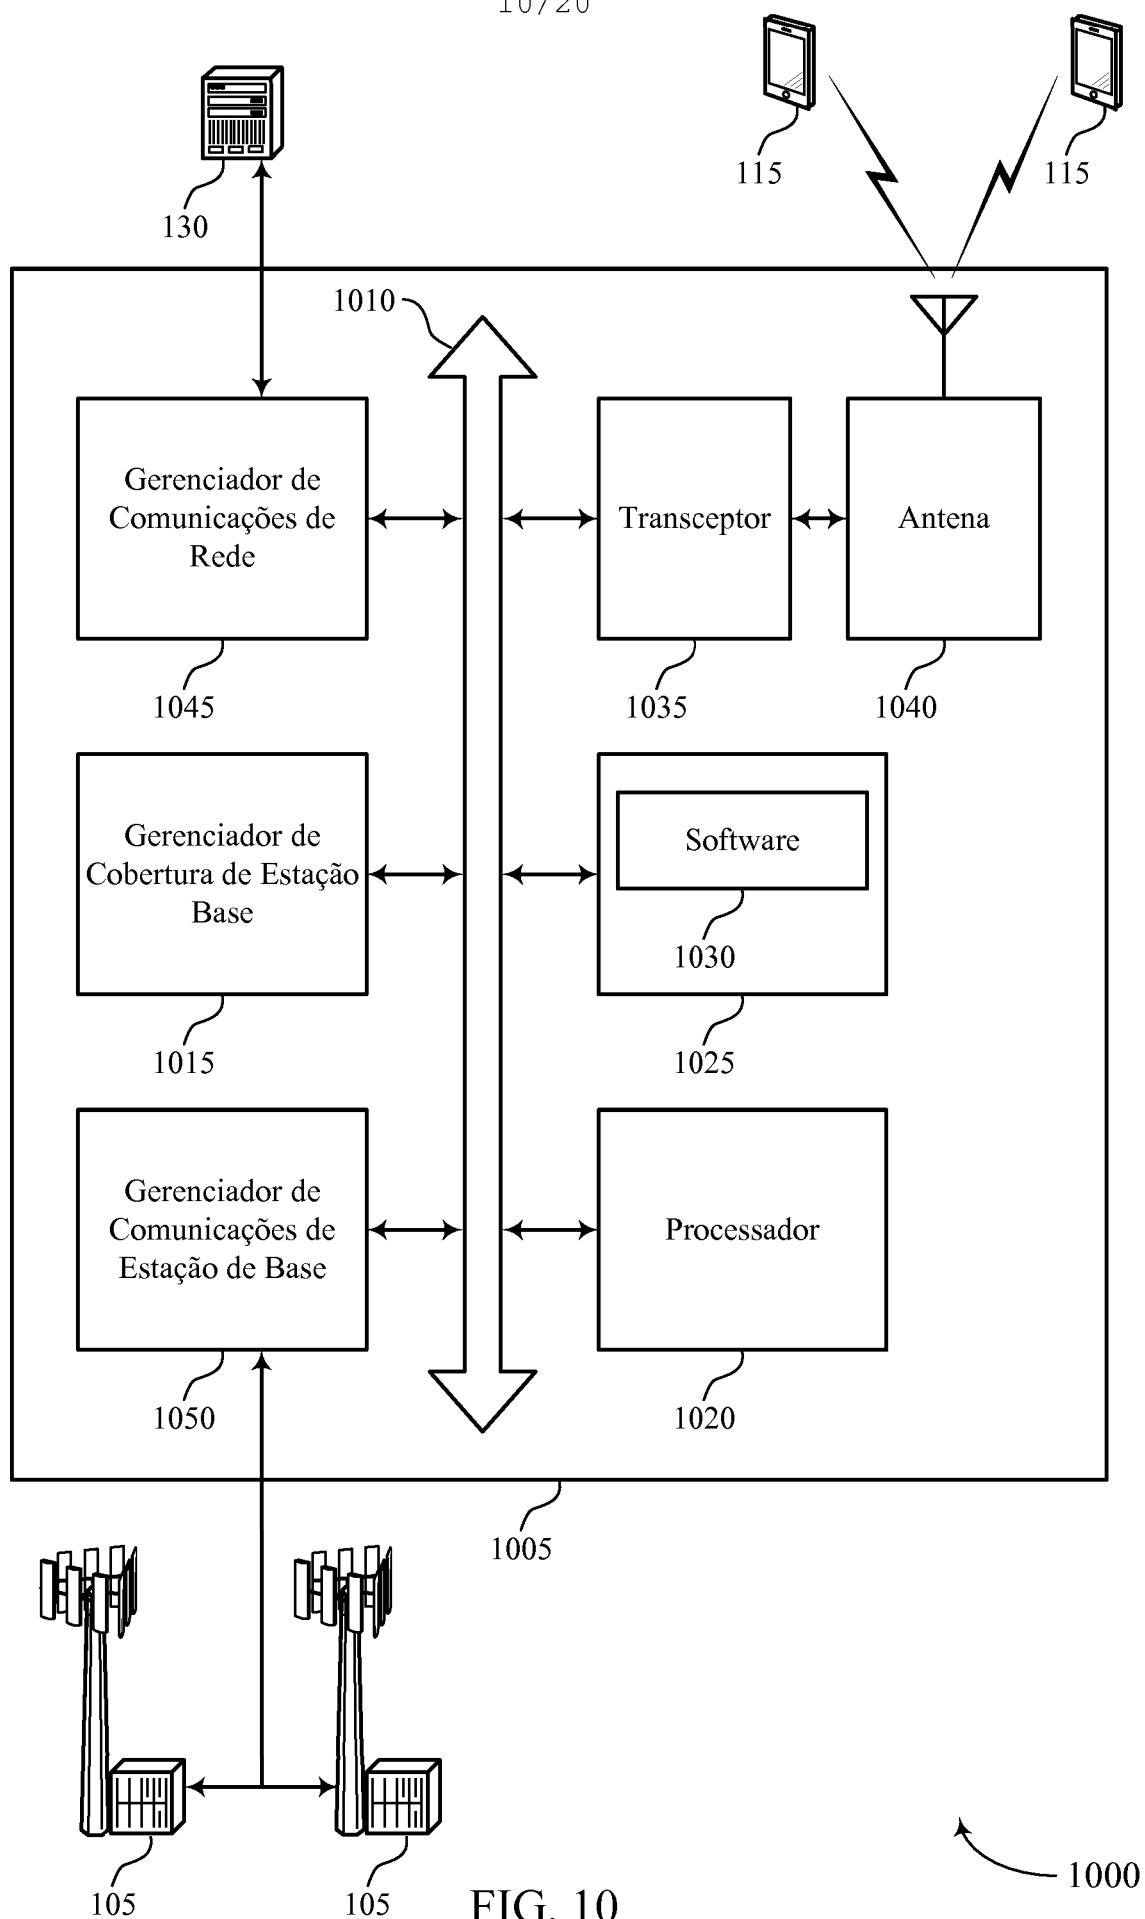 10/20
115
115
130
1010
Gerenciador de
Comunicações de
Rede
Transceptor
Antena
1045
1035
1040
Gerenciador de
Cobertura de Estação
Base
Software
1030
1015
1025
Gerenciador de
Comunicações de
Estação de Base
Processador
1050
1020
1005
105
105
1000
FIG. 10